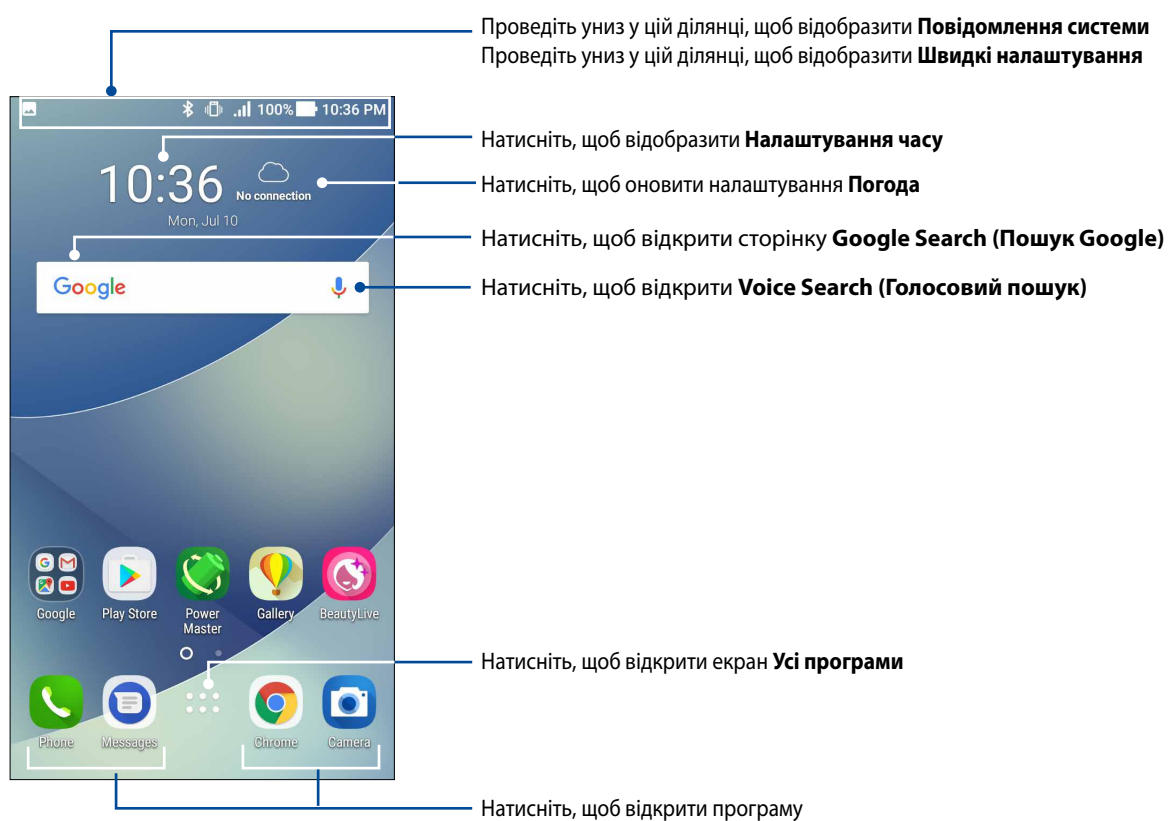 Проведіть униз у цій ділянці, щоб відобразити Повідомлення системи
Проведіть униз у цій ділянці, щоб відобразити Швидкі налаштування
100% 10:36 PM
Натисніть, щоб відобразити Налаштування часу
10:36
No connection
Натисніть, щоб оновити налаштування Погода
Mon, Jul 10
Натисніть, щоб відкрити сторінку Google Search (Пошук Google)
Google
Натисніть, щоб відкрити Voice Search (Голосовий пошук)
Google Play Store Power Gallery BeautyLive
Master
Натисніть, щоб відкрити екран Усі програми
Phone Messages Chrome Camera
Натисніть, щоб відкрити програму